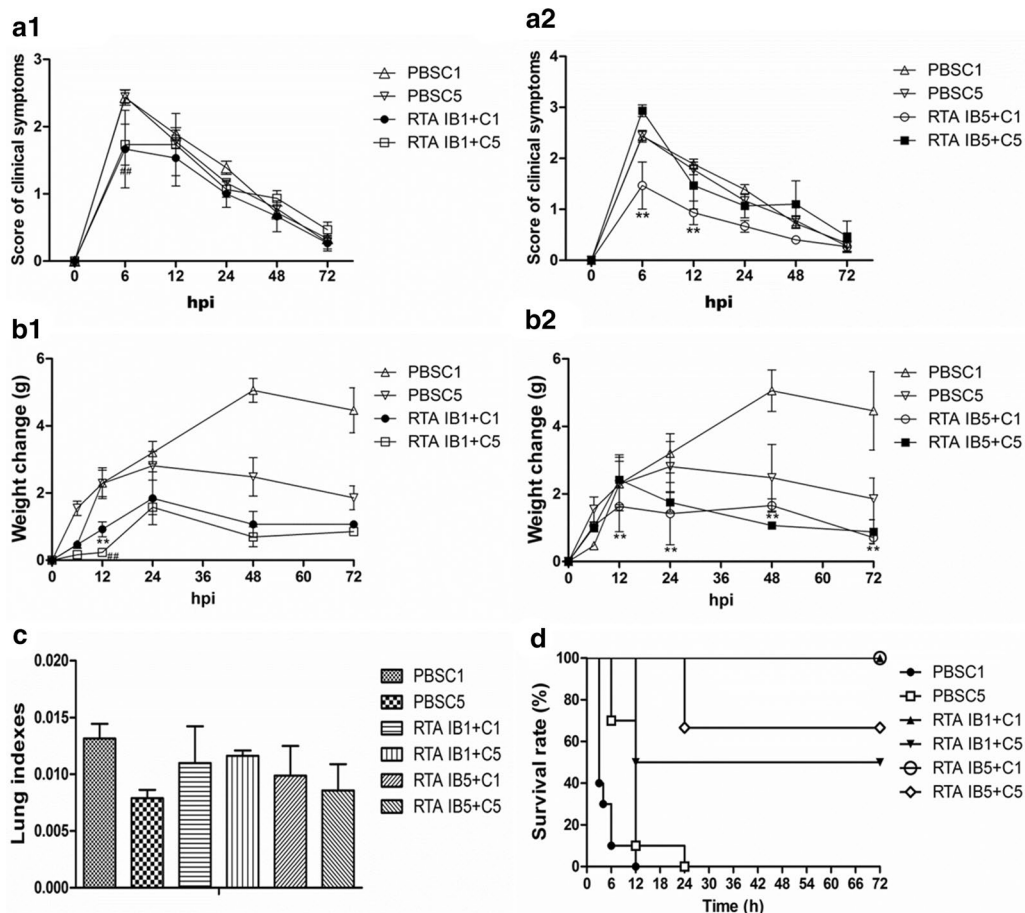 a1
Score of clinical symptoms
3
2
1
0
0 6 12 24 48 72
hpi
##
PBSC1
PBSC5
RTA IB1+C1
RTA IB1+C5
a2
Score of clinical symptoms
4
3
2
1
0
0 6 12 24 48 72
hpi
** **
PBSC1
PBSC5
RTA IB5+C1
RTA IB5+C5
b1
Weight change (g)
6
4
2
0
0 12 24 36 48 72
hpi
**
##
PBSC1
PBSC5
RTA IB1+C1
RTA IB1+C5
b2
Weight change (g)
6
4
2
0
0 12 24 36 48 60 72
hpi
** ** ** **
PBSC1
PBSC5
RTA IB5+C1
RTA IB5+C5
c
Lung indexes
0.020
0.015
0.010
0.005
0.000
PBSC1
PBSC5
RTA IB1+C1
RTA IB1+C5
RTA IB5+C1
RTA IB5+C5
d
Survival rate (%)
100
80
60
40
20
0
0 6 12 18 24 30 36 42 48 54 60 66 72
Time (h)
PBSC1
PBSC5
RTA IB1+C1
RTA IB1+C5
RTA IB5+C1
RTA IB5+C5